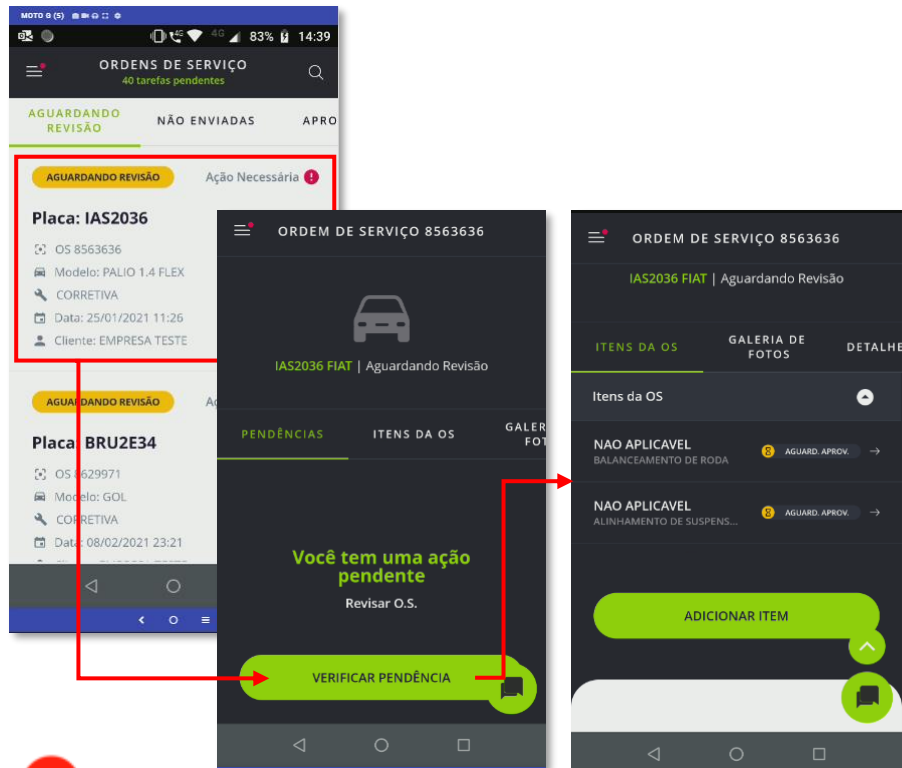 MOTO 8 (5)
4G 4G 83% 14:39
ORDENS DE SERVIÇO
40 tarefas pendentes
AGUARDANDO
REVISÃO
NÃO ENVIADAS
APRO
AGUARDANDO REVISÃO
Ação Necessária
Placa: IAS2036
OS 8563636
Modelo: PALIO 1.4 FLEX
CORRETIVA
Data: 25/01/2021 11:26
Cliente: EMPRESA TESTE
AGUARDANDO REVISÃO
Placa: BRU2E34
OS 8629971
Modelo: GOL
CORRETIVA
Data: 08/02/2021 23:21
ORDEM DE SERVIÇO 8563636
IAS2036 FIAT | Aguardando Revisão
PENDÊNCIAS
ITENS DA OS
GALER
FOT
Você tem uma ação
pendente
Revisar O.S.
VERIFICAR PENDÊNCIA
ORDEM DE SERVIÇO 8563636
IAS2036 FIAT | Aguardando Revisão
ITENS DA OS
GALERIA DE
FOTOS
DETALHE
Itens da OS
NAO APLICAVEL
BALANCEAMENTO DE RODA
AGUARD. APROV.
NAO APLICAVEL
ALINHAMENTO DE SUSPENS...
AGUARD. APROV.
ADICIONAR ITEM